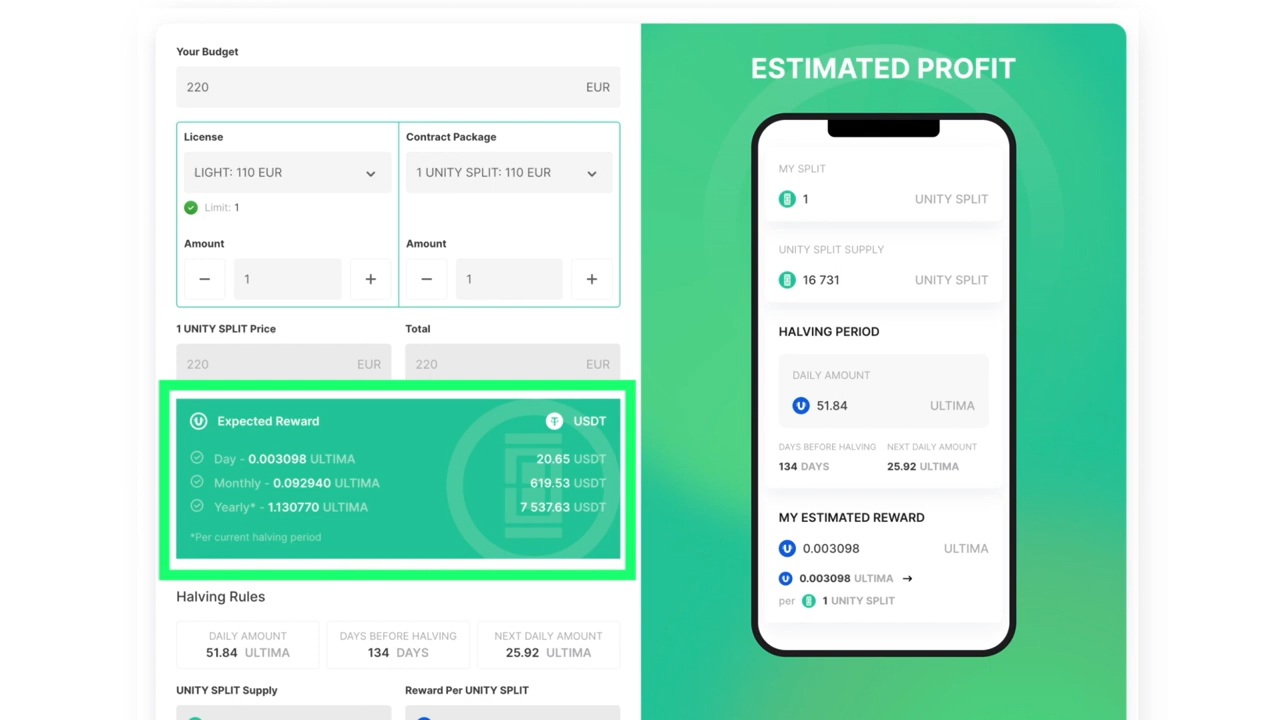 Your Budget
220 EUR
License
LIGHT: 110 EUR
Limit: 1
Amount
− 1 +
Contract Package
1 UNITY SPLIT: 110 EUR
Amount
− 1 +
1 UNITY SPLIT Price
220 EUR
Total
220 EUR
Expected Reward USDT
Day - 0.003098 ULTIMA 20.65 USDT
Monthly - 0.092940 ULTIMA 619.53 USDT
Yearly* - 1.130770 ULTIMA 7 537.63 USDT
*Per current halving period
Halving Rules
DAILY AMOUNT
51.84 ULTIMA
DAYS BEFORE HALVING
134 DAYS
NEXT DAILY AMOUNT
25.92 ULTIMA
UNITY SPLIT Supply
Reward Per UNITY SPLIT
ESTIMATED PROFIT
MY SPLIT
1 UNITY SPLIT
UNITY SPLIT SUPPLY
16 731 UNITY SPLIT
HALVING PERIOD
DAILY AMOUNT
51.84 ULTIMA
DAYS BEFORE HALVING
134 DAYS
NEXT DAILY AMOUNT
25.92 ULTIMA
MY ESTIMATED REWARD
0.003098 ULTIMA
0.003098 ULTIMA →
per 1 UNITY SPLIT